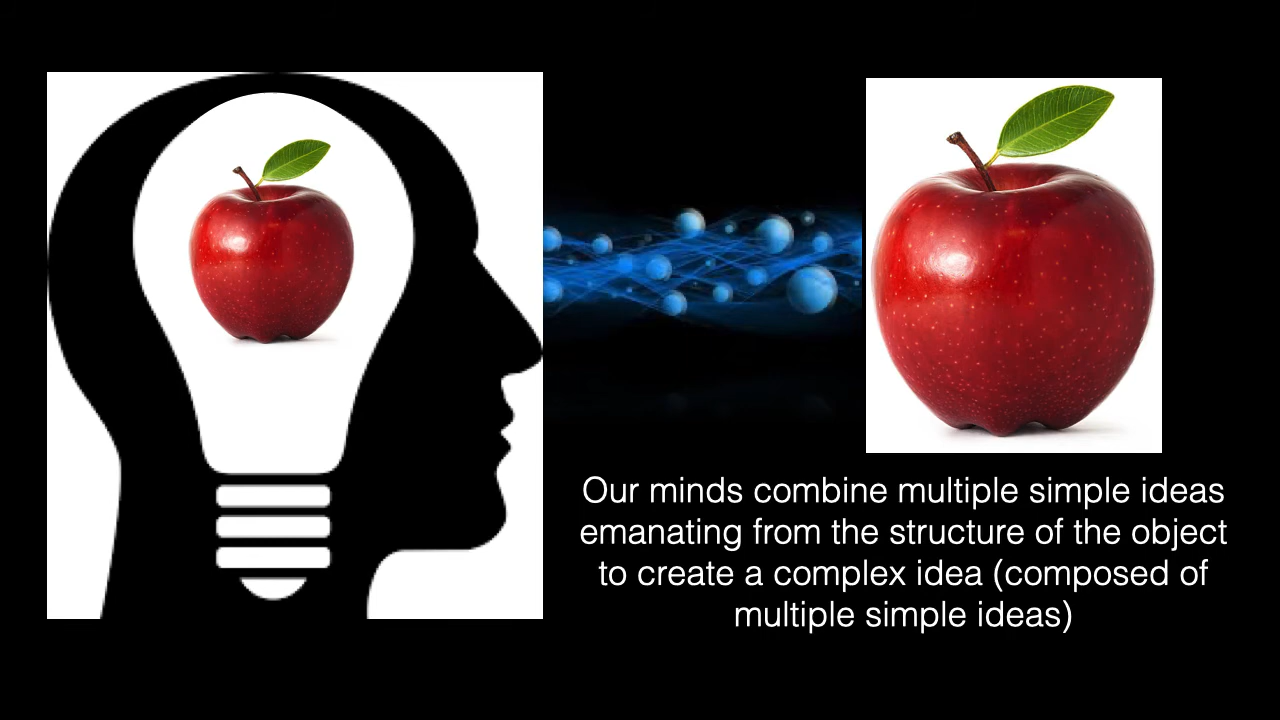 Our minds combine multiple simple ideas
emanating from the structure of the object
to create a complex idea (composed of
multiple simple ideas)